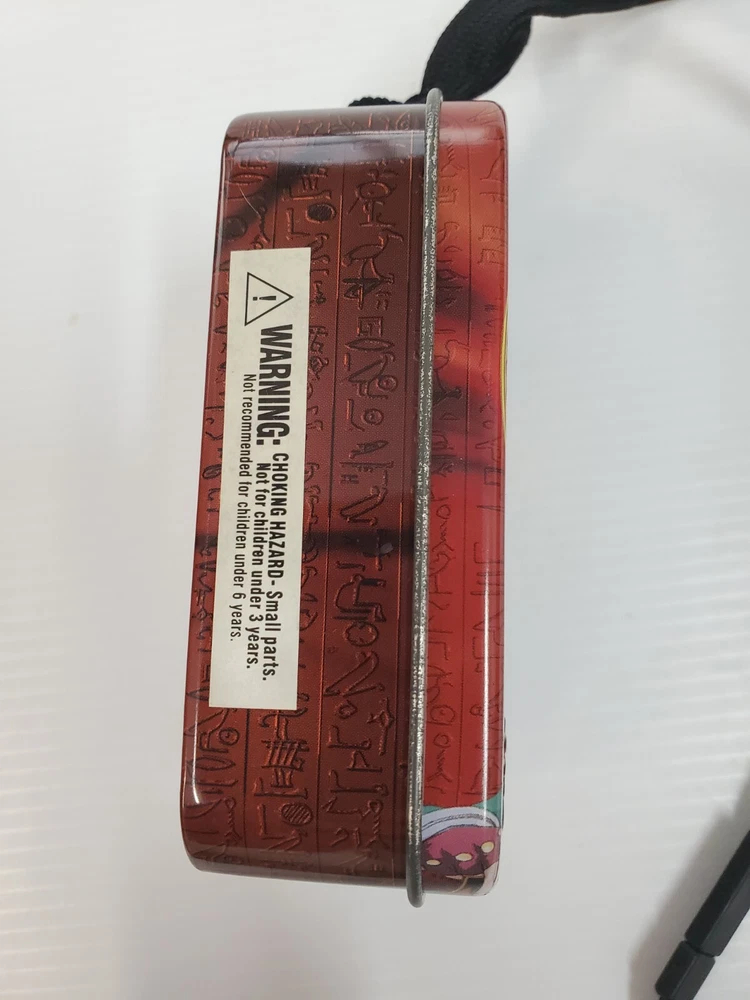 WARNING: CHOKING HAZARD- Small parts.
Not for children under 3 years.
Not recommended for children under 6 years.